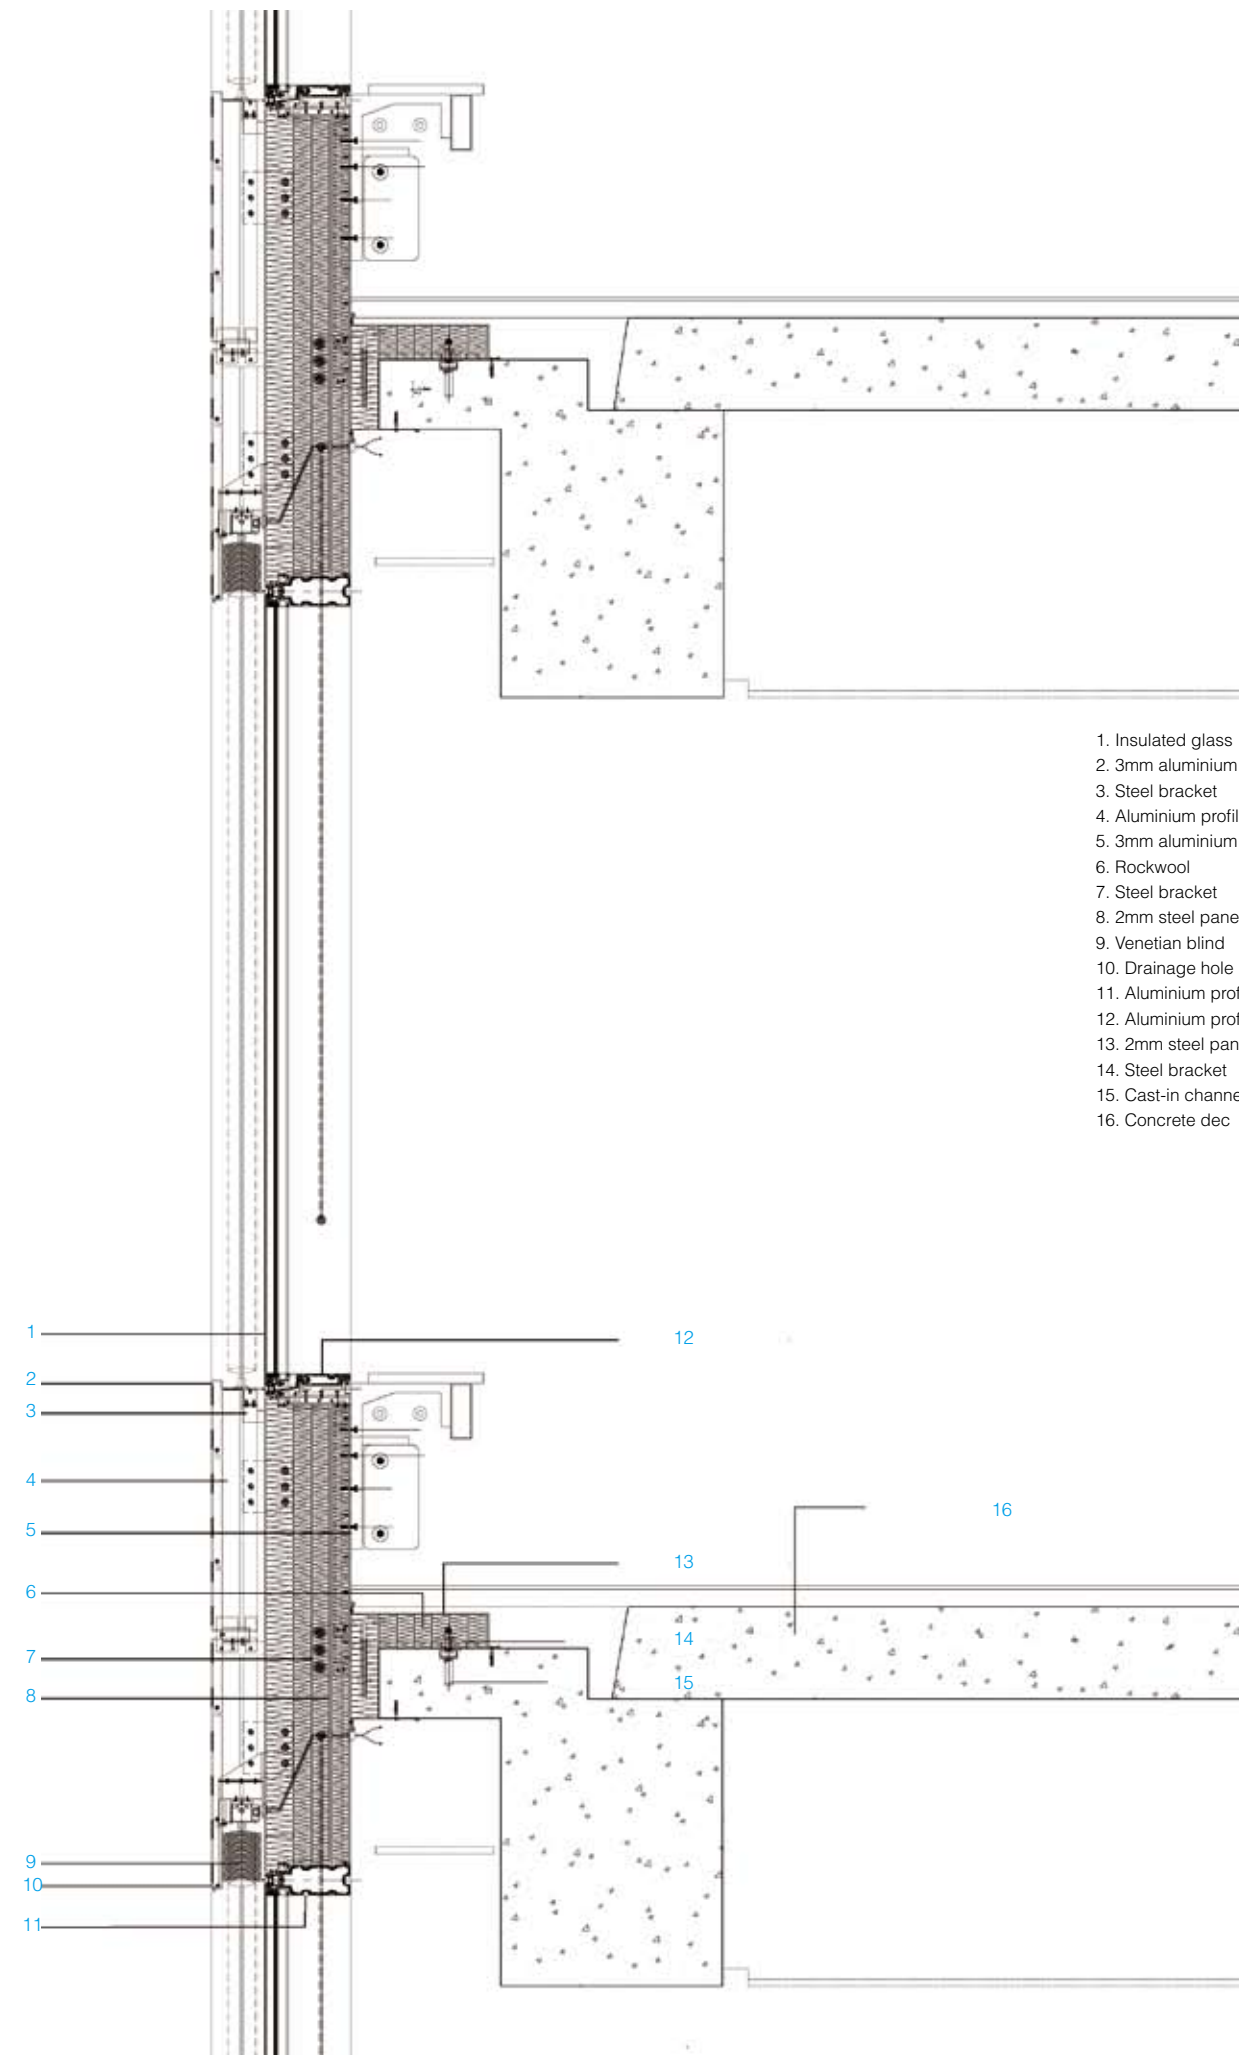 1. Insulated glass
2. 3mm aluminium
3. Steel bracket
4. Aluminium profil
5. 3mm aluminium
6. Rockwool
7. Steel bracket
8. 2mm steel pane
9. Venetian blind
10. Drainage hole
11. Aluminium prof
12. Aluminium prof
13. 2mm steel pan
14. Steel bracket
15. Cast-in channe
16. Concrete dec
1
12
2
3
4
16
5
13
6
14
7
15
8
9
10
11